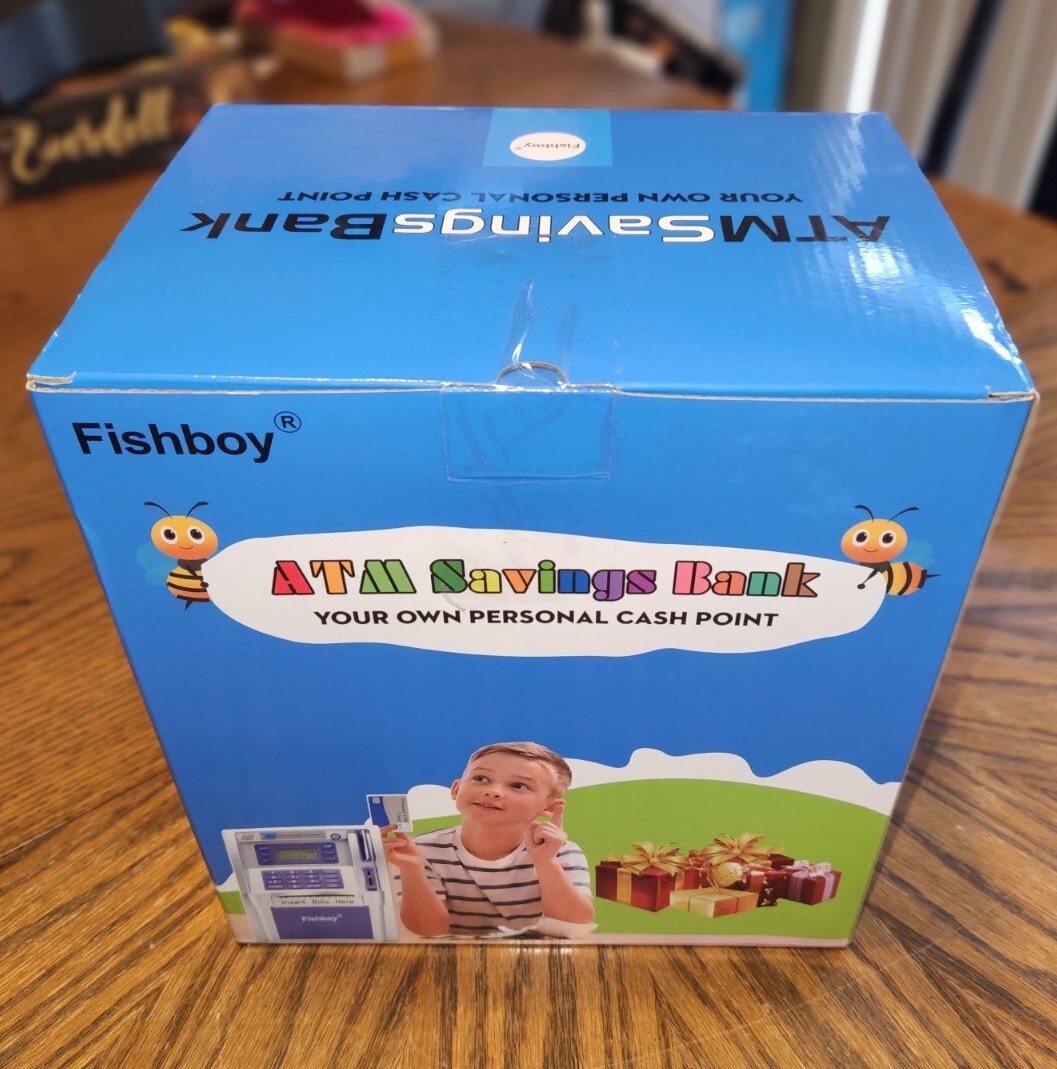 Fishboy®
YOUR OWN PERSONAL CASH POINT
ATMSavingsBank
Fishboy®
ATM Savings Bank
YOUR OWN PERSONAL CASH POINT
Insert Bills Here
Fishboy®